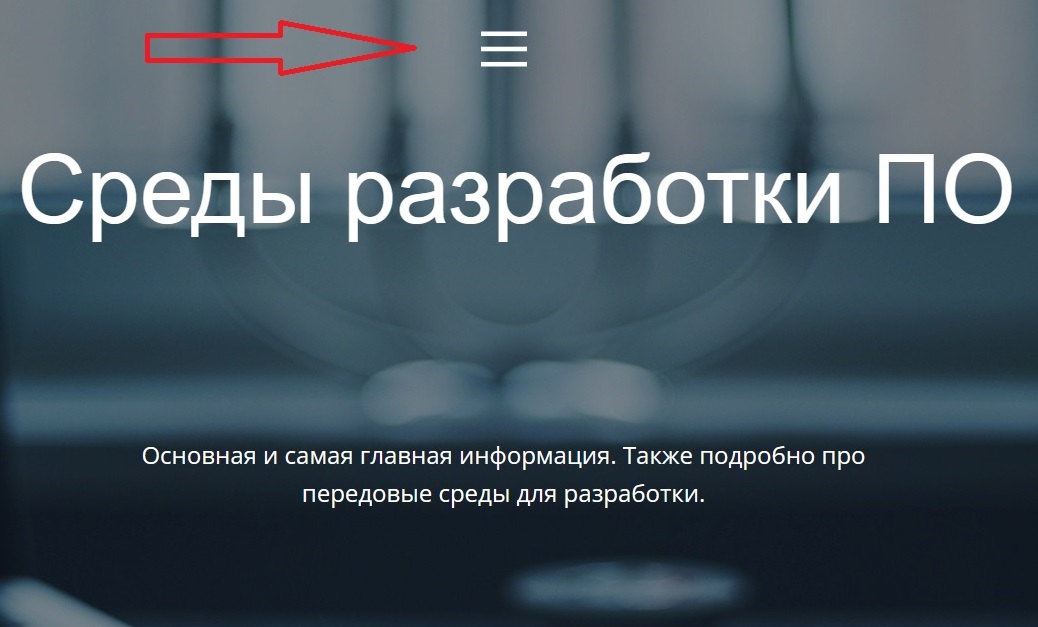 Среды разработки ПО
Основная и самая главная информация. Также подробно про
передовые среды для разработки.